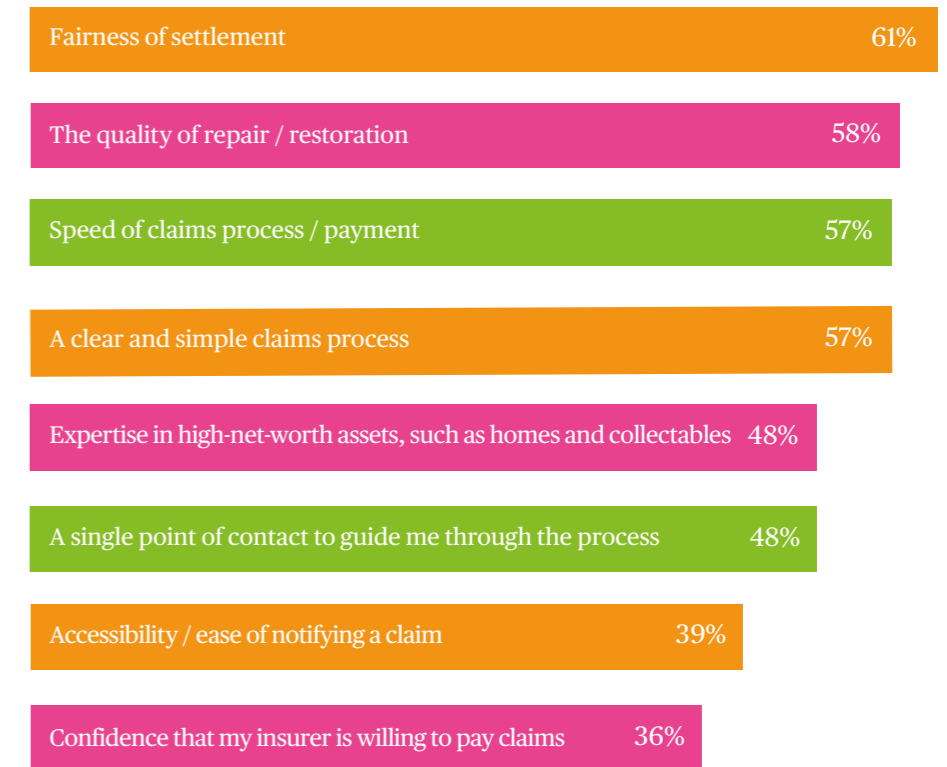 Fairness of settlement 61%
The quality of repair / restoration 58%
Speed of claims process / payment 57%
A clear and simple claims process 57%
Expertise in high-net-worth assets, such as homes and collectables 48%
A single point of contact to guide me through the process 48%
Accessibility / ease of notifying a claim 39%
Confidence that my insurer is willing to pay claims 36%